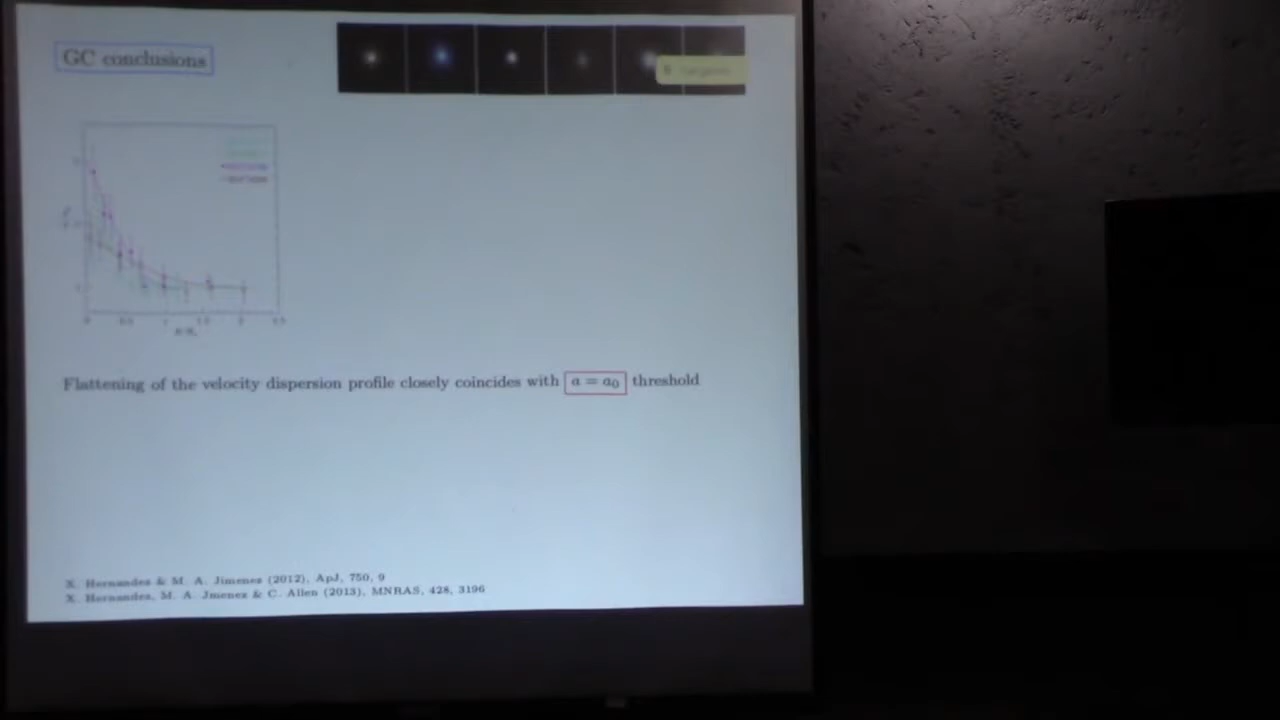 GC conclusions
Flattening of the velocity dispersion profile closely coincides with a = a₀ threshold
X. Hernandez & M. A. Jimenez (2012), ApJ, 750, 9
X. Hernandez, M. A. Jmenez & C. Allen (2013), MNRAS, 428, 3196